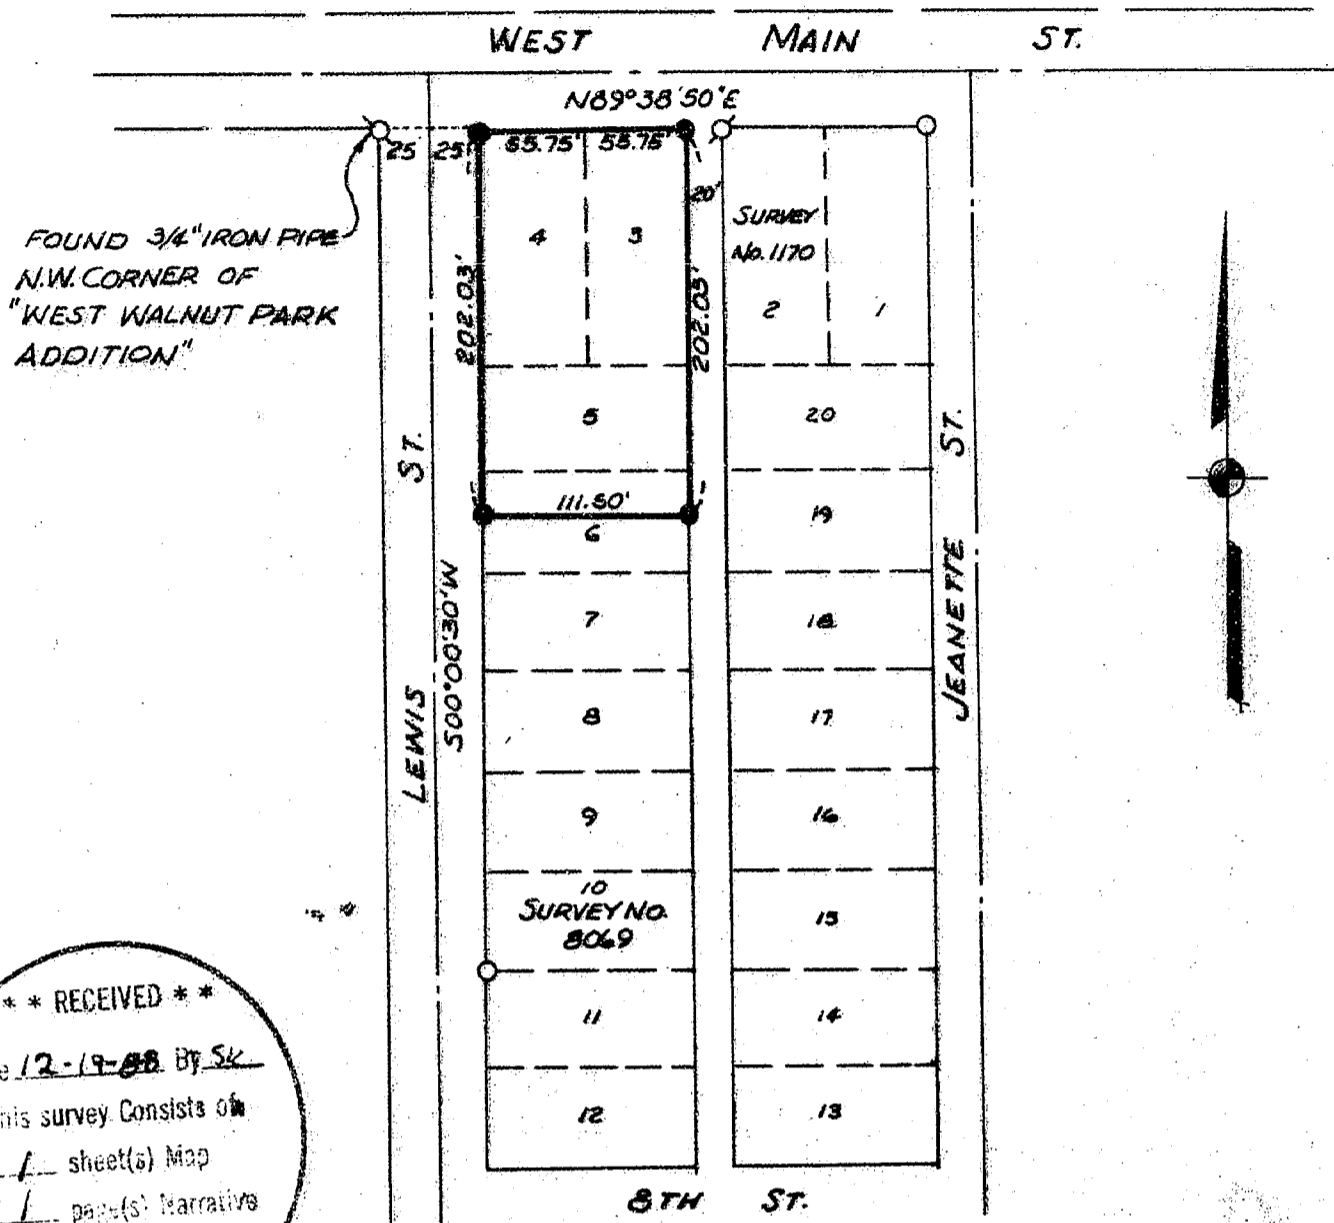 WEST MAIN ST.
N89°38'50"E
25 25' 55.75' 55.75'
20'
FOUND 3/4" IRON PIPE
N.W. CORNER OF
"WEST WALNUT PARK
ADDITION"
4 3
SURVEY
No. 1170
2 1
202.03'
202.03'
5
20
111.50'
6
19
7
18
8
17
9
16
10
SURVEY NO.
8069
15
11
14
12
13
LEWIS ST.
S00°00'30"W
JEANETTE ST.
8TH ST.
* * RECEIVED * *
12-19-88 By SK
his survey Consists of
1 sheet(s) Map
1 page(s) Narrative